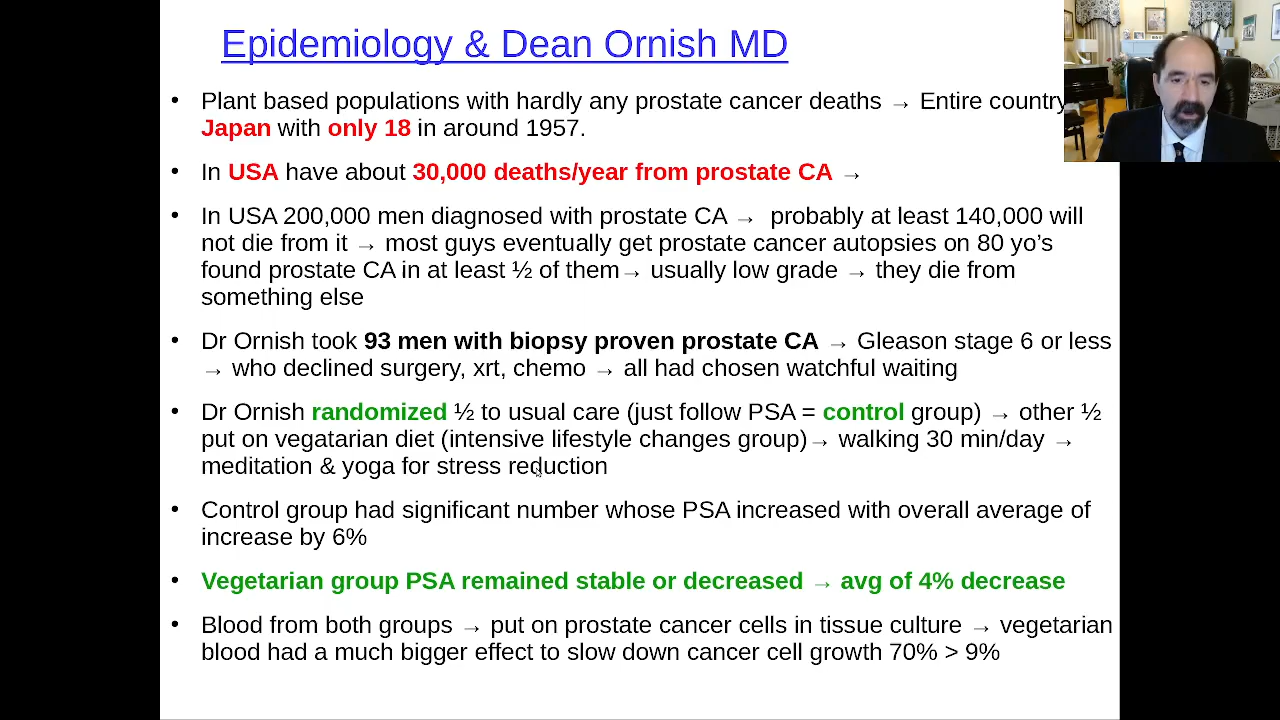 Epidemiology & Dean Ornish MD
• Plant based populations with hardly any prostate cancer deaths → Entire country
Japan with only 18 in around 1957.
• In USA have about 30,000 deaths/year from prostate CA →
• In USA 200,000 men diagnosed with prostate CA → probably at least 140,000 will
not die from it → most guys eventually get prostate cancer autopsies on 80 yo's
found prostate CA in at least ½ of them→ usually low grade → they die from
something else
• Dr Ornish took 93 men with biopsy proven prostate CA → Gleason stage 6 or less
→ who declined surgery, xrt, chemo → all had chosen watchful waiting
• Dr Ornish randomized ½ to usual care (just follow PSA = control group) → other ½
put on vegatarian diet (intensive lifestyle changes group)→ walking 30 min/day →
meditation & yoga for stress reduction
• Control group had significant number whose PSA increased with overall average of
increase by 6%
• Vegetarian group PSA remained stable or decreased → avg of 4% decrease
• Blood from both groups → put on prostate cancer cells in tissue culture → vegetarian
blood had a much bigger effect to slow down cancer cell growth 70% > 9%